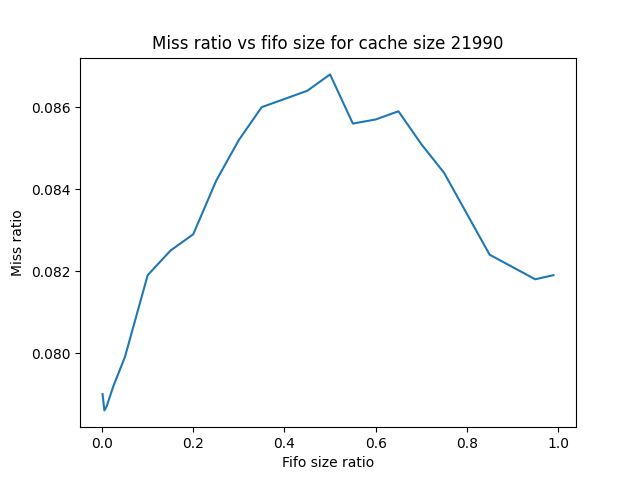 Miss ratio vs fifo size for cache size 21990
0.086
0.084
0.082
0.080
Miss ratio
0.0 0.2 0.4 0.6 0.8 1.0
Fifo size ratio